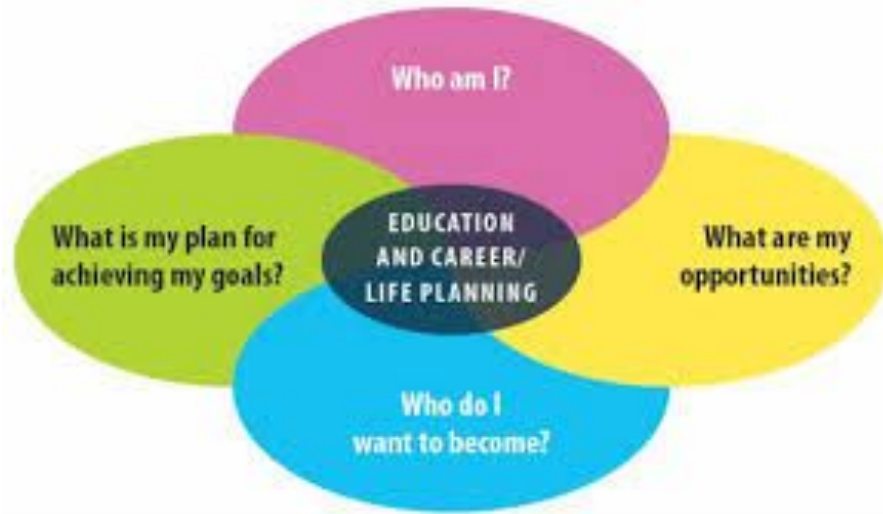 Who am I?
What is my plan for
achieving my goals?
EDUCATION
AND CAREER/
LIFE PLANNING
What are my
opportunities?
Who do I
want to become?